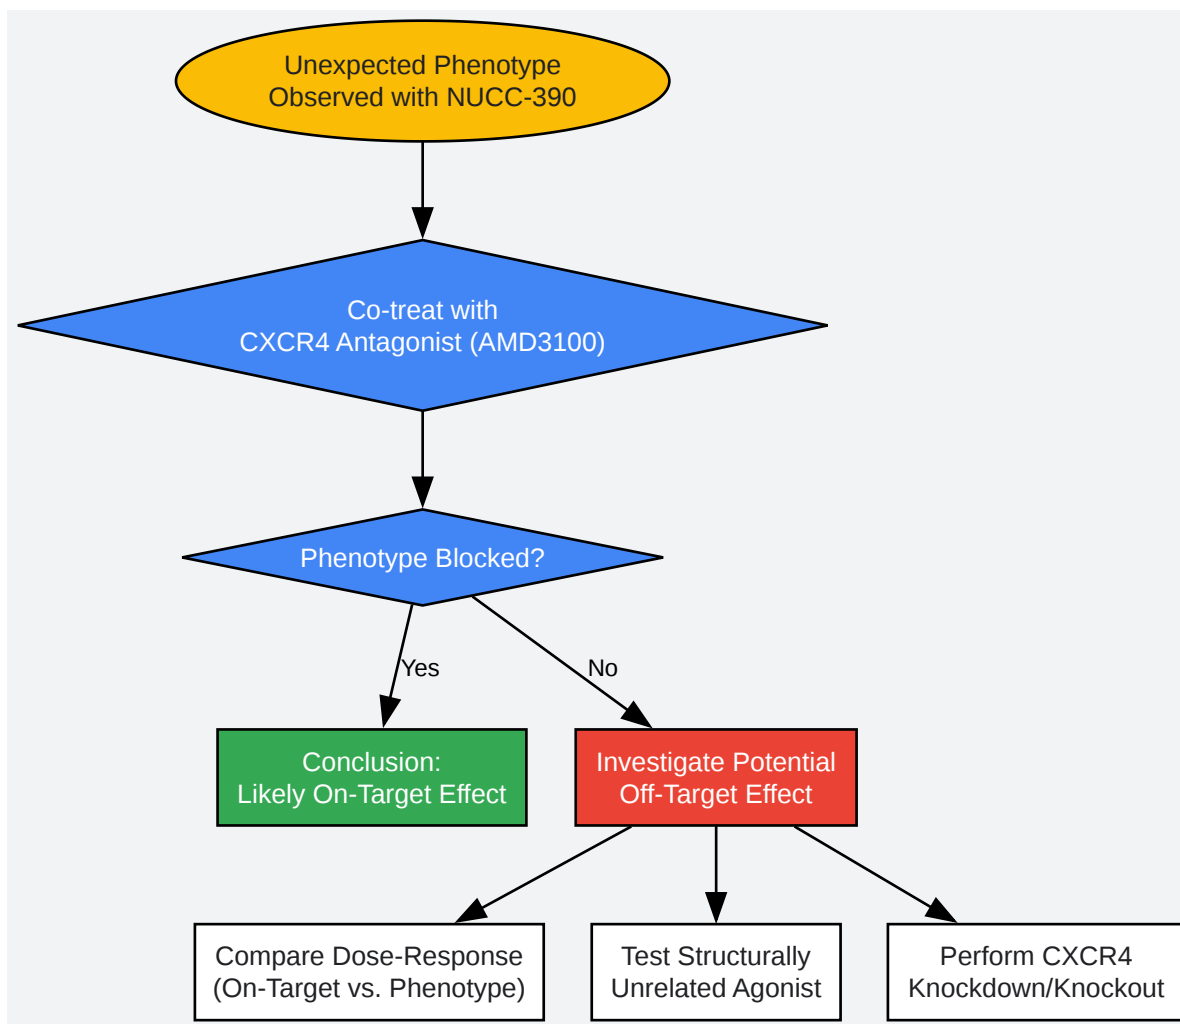 Unexpected Phenotype
Observed with NUCC-390
Co-treat with
CXCR4 Antagonist (AMD3100)
Phenotype Blocked?
Yes
No
Conclusion:
Likely On-Target Effect
Investigate Potential
Off-Target Effect
Compare Dose-Response
(On-Target vs. Phenotype)
Test Structurally
Unrelated Agonist
Perform CXCR4
Knockdown/Knockout